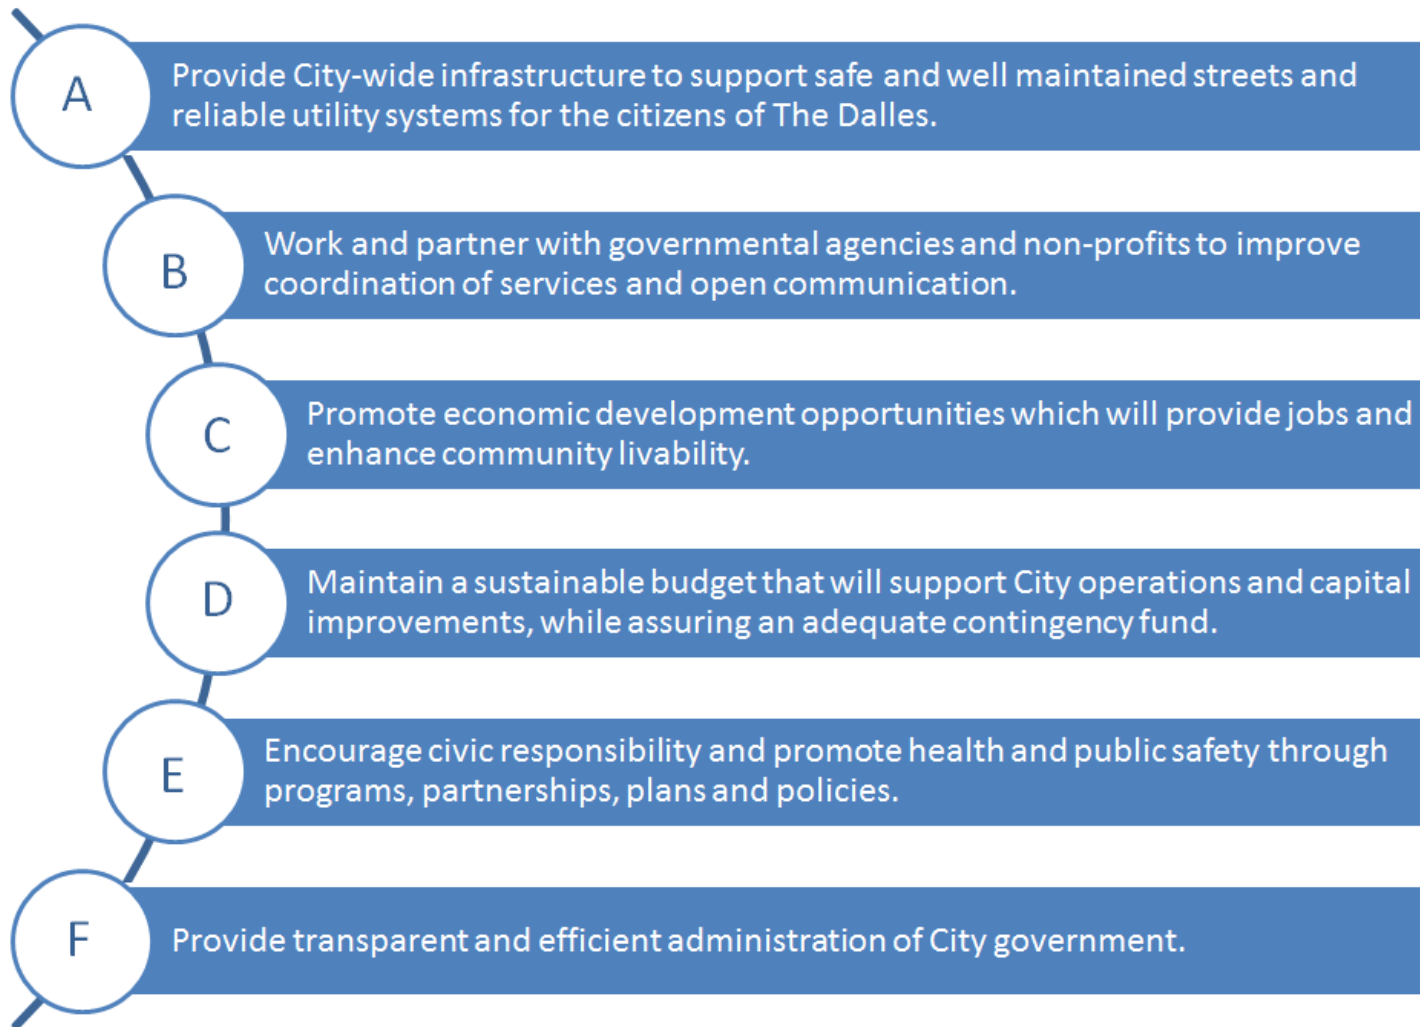 A
Provide City-wide infrastructure to support safe and well maintained streets and
reliable utility systems for the citizens of The Dalles.
B
Work and partner with governmental agencies and non-profits to improve
coordination of services and open communication.
C
Promote economic development opportunities which will provide jobs and
enhance community livability.
D
Maintain a sustainable budget that will support City operations and capital
improvements, while assuring an adequate contingency fund.
E
Encourage civic responsibility and promote health and public safety through
programs, partnerships, plans and policies.
F
Provide transparent and efficient administration of City government.